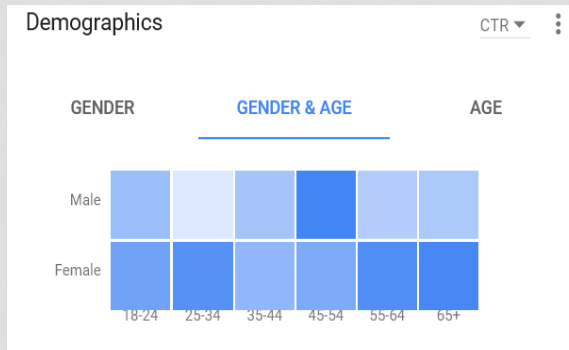 Demographics
CTR
GENDER
GENDER & AGE
AGE
Male
Female
18-24 25-34 35-44 45-54 55-64 65+